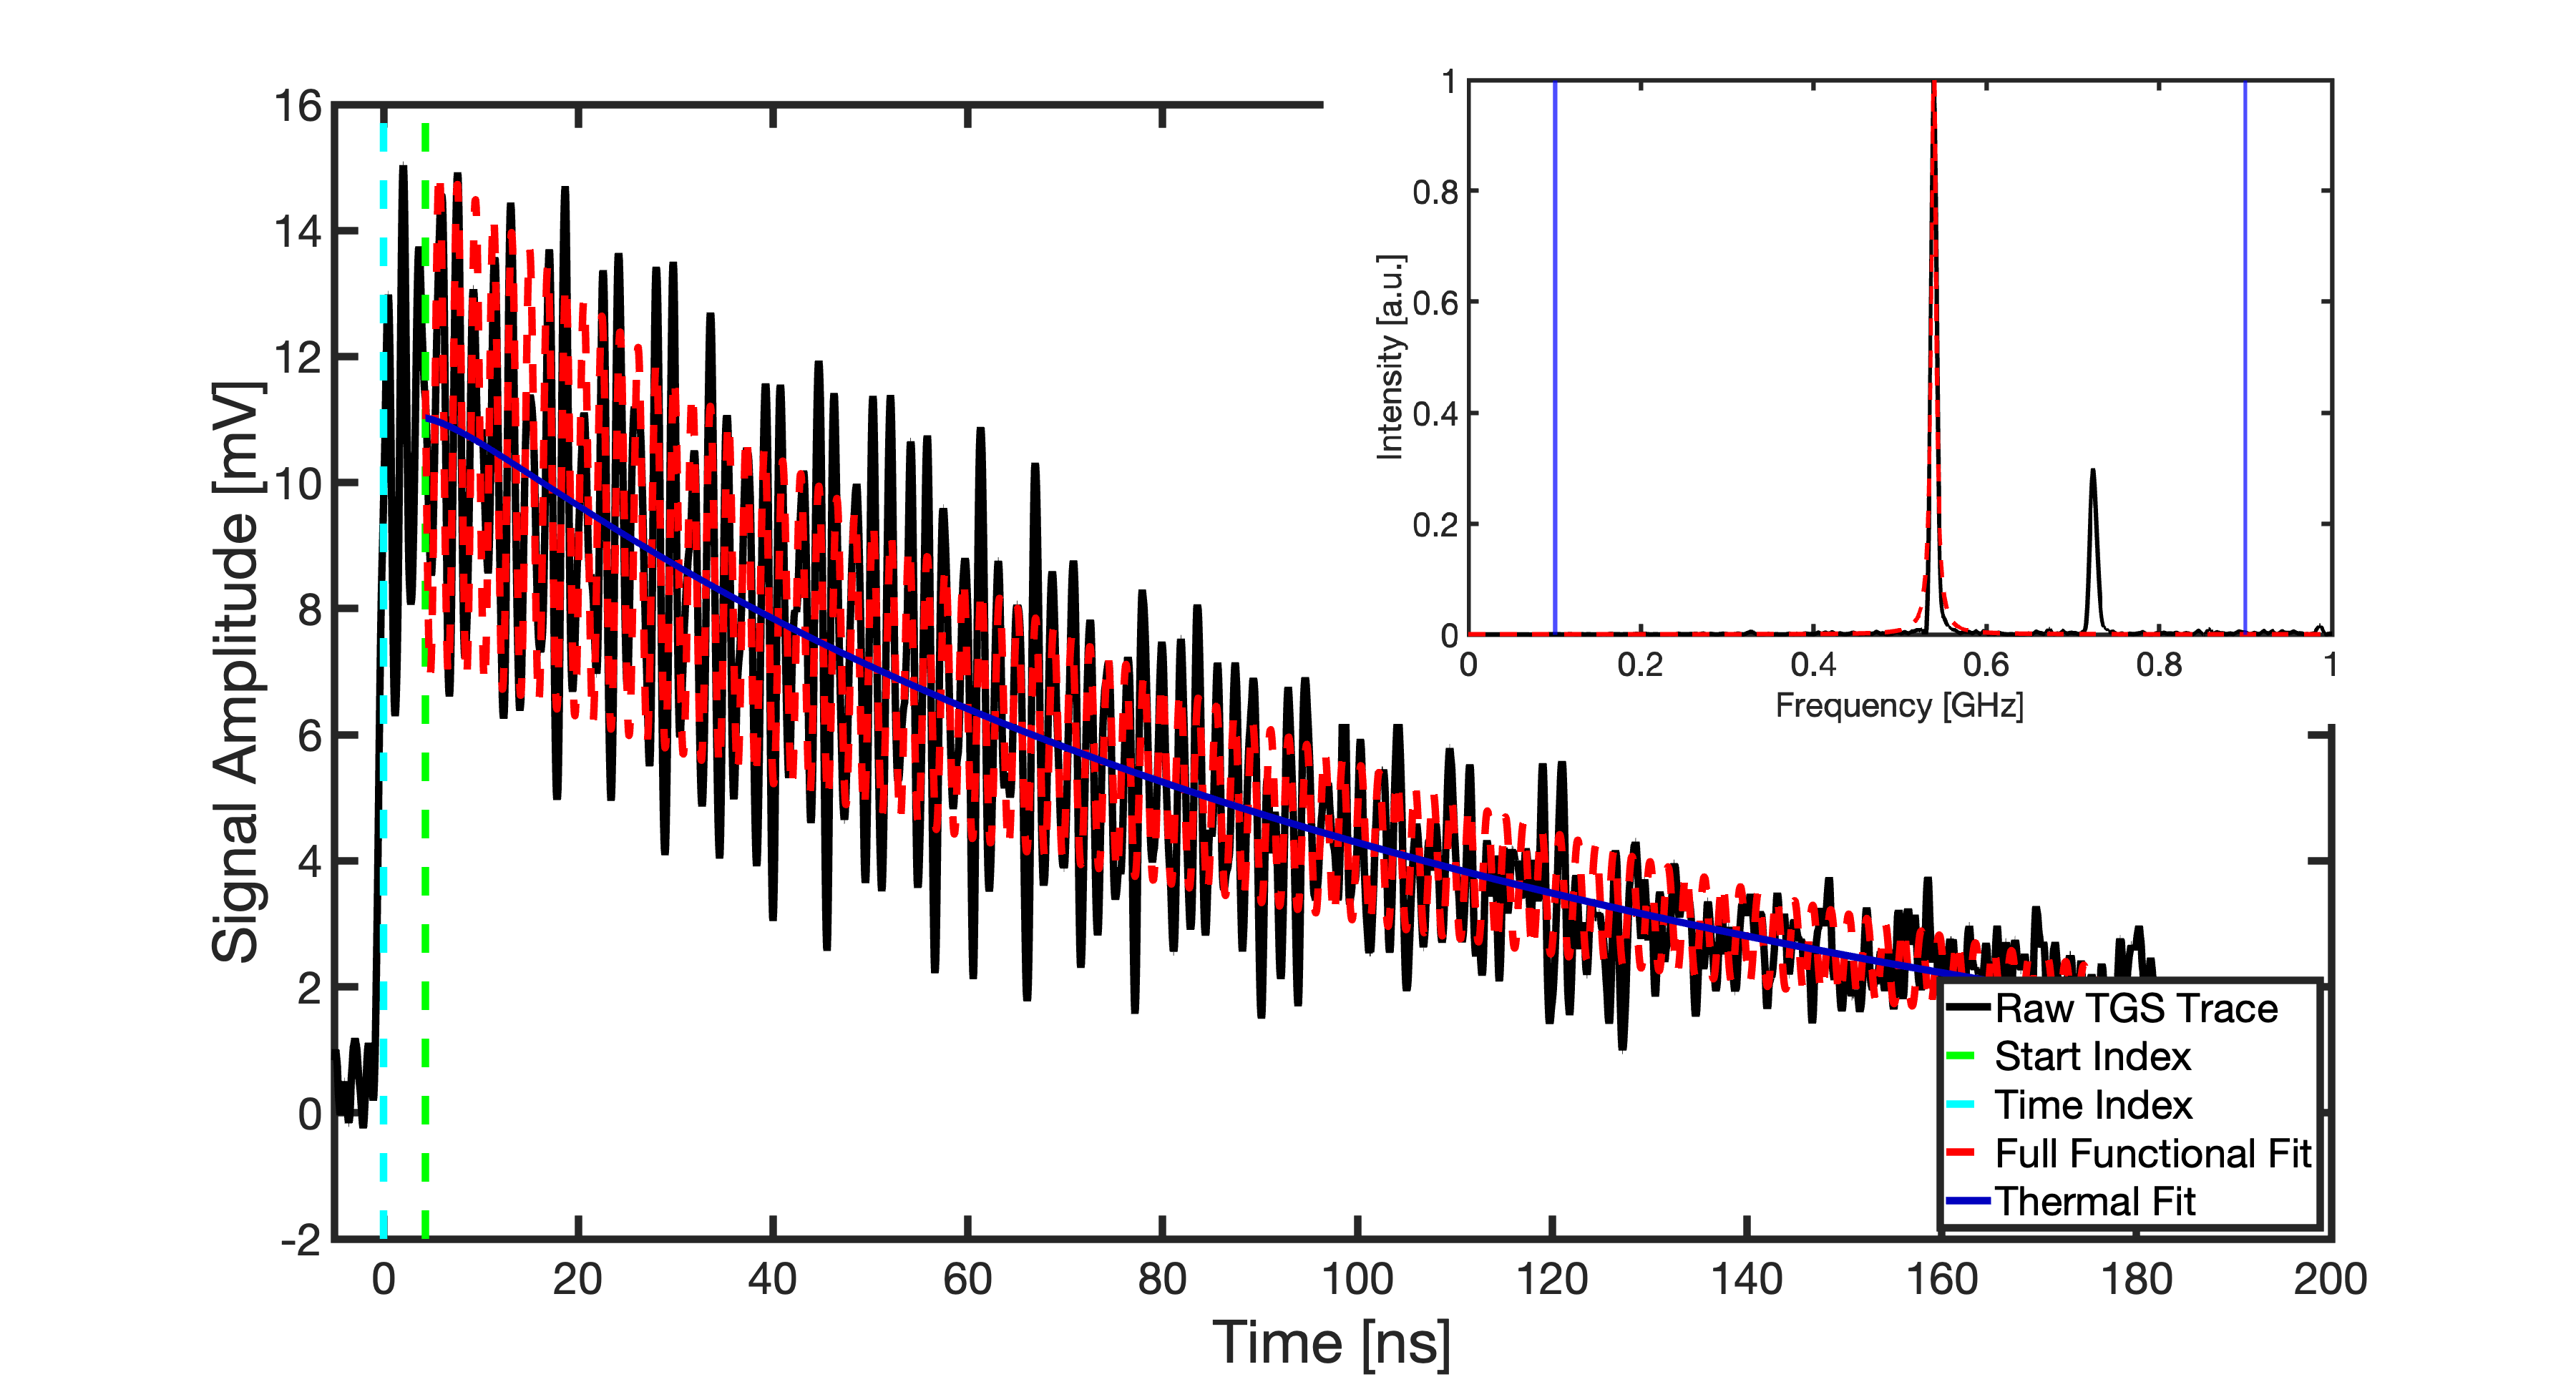 Signal Amplitude [mV]
16
14
12
10
8
6
4
2
0
-2
0 20 40 60 80 100 120 140 160 180 200
Time [ns]
Intensity [a.u.]
1
0.8
0.6
0.4
0.2
0
0 0.2 0.4 0.6 0.8 1
Frequency [GHz]
Raw TGS Trace
Start Index
Time Index
Full Functional Fit
Thermal Fit